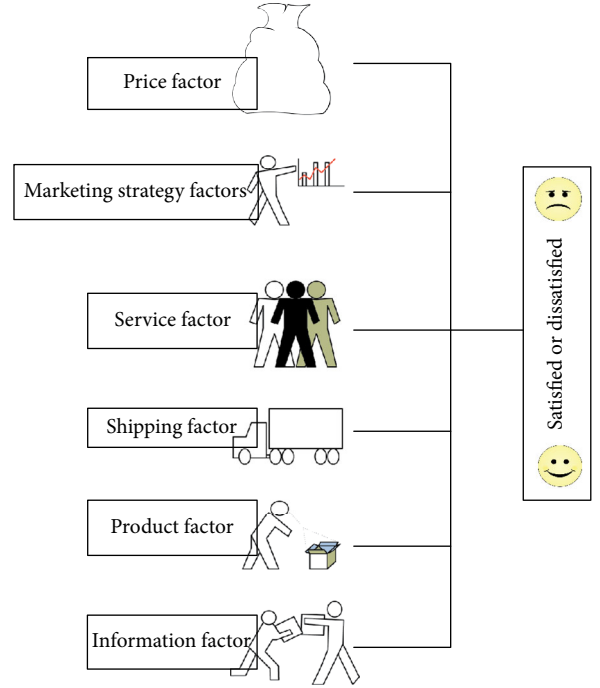 Price factor
Marketing strategy factors
Service factor
Shipping factor
Product factor
Information factor
Satisfied or dissatisfied